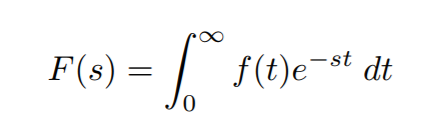 F(s) = ∫₀^∞ f(t)e^{−st} dt